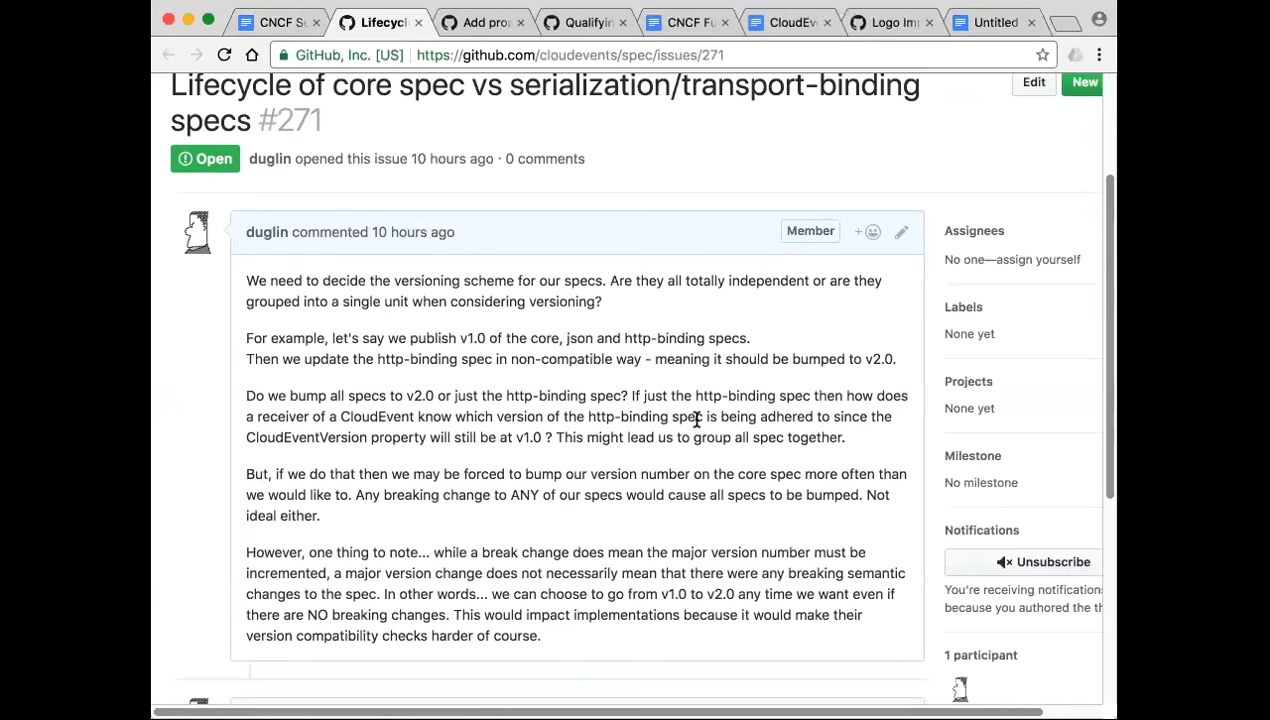 CNCF Se
Lifecycl
Add prop
Qualifyin
CNCF Fu
CloudEv
Logo Imp
Untitled
GitHub, Inc. [US]
https://github.com/cloudevents/spec/issues/271
Lifecycle of core spec vs serialization/transport-binding
specs #271
Edit
New
Open
duglin opened this issue 10 hours ago · 0 comments
duglin commented 10 hours ago
Member
We need to decide the versioning scheme for our specs. Are they all totally independent or are they
grouped into a single unit when considering versioning?
For example, let's say we publish v1.0 of the core, json and http-binding specs.
Then we update the http-binding spec in non-compatible way - meaning it should be bumped to v2.0.
Do we bump all specs to v2.0 or just the http-binding spec? If just the http-binding spec then how does
a receiver of a CloudEvent know which version of the http-binding spec is being adhered to since the
CloudEventVersion property will still be at v1.0 ? This might lead us to group all spec together.
But, if we do that then we may be forced to bump our version number on the core spec more often than
we would like to. Any breaking change to ANY of our specs would cause all specs to be bumped. Not
ideal either.
However, one thing to note... while a break change does mean the major version number must be
incremented, a major version change does not necessarily mean that there were any breaking semantic
changes to the spec. In other words... we can choose to go from v1.0 to v2.0 any time we want even if
there are NO breaking changes. This would impact implementations because it would make their
version compatibility checks harder of course.
Assignees
No one—assign yourself
Labels
None yet
Projects
None yet
Milestone
No milestone
Notifications
Unsubscribe
You're receiving notifications
because you authored the th
1 participant